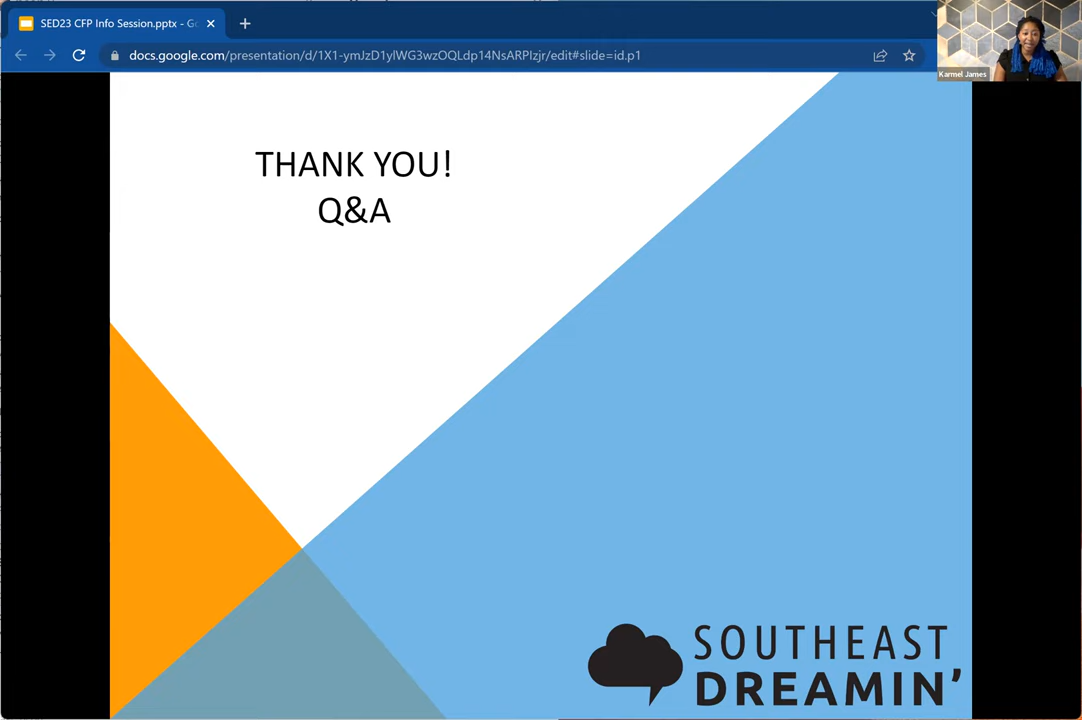 SED23 CFP Info Session.pptx - Go
docs.google.com/presentation/d/1X1-ymJzD1ylWG3wzOQLdp14NsARPIzjr/edit#slide=id.p1
Karmel James
THANK YOU!
Q&A
SOUTHEAST
DREAMIN'